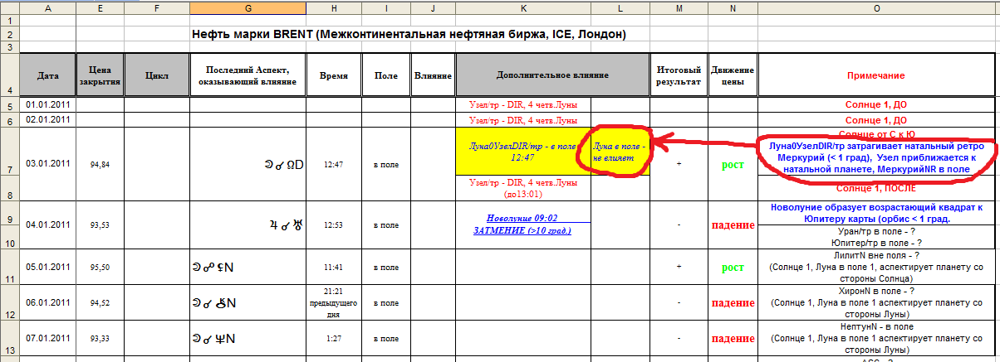 A E F G H I J K L M N O
1
2 Нефть марки BRENT (Межконтинентальная нефтяная биржа, ICE, Лондон)
3
4 Дата Цена закрытия Цикл Последний Аспект, оказывающий влияние Время Поле Влияние Дополнительное влияние Итоговый результат Движение цены Примечание
5 01.01.2011 Узел/тр - DIR, 4 четв.Луны Солнце 1, ДО
6 02.01.2011 Узел/тр - DIR, 4 четв.Луны Солнце 1, ДО
Солнце от С к Ю
7 03.01.2011 94,84 ☽☌☊D 12:47 в поле
Луна0УзелDIR/тр - в поле
12:47
Луна в поле -
не влияет
+ рост
Луна0УзелDIR/тр затрагивает натальный ретро
Меркурий (< 1 град), Узел приближается к
натальной планете, МеркурийNR в поле
8 Узел/тр - DIR, 4 четв.Луны
(до13:01)
Солнце 1, ПОСЛЕ
9 04.01.2011 93,53 ♃☌♅ 12:53 в поле
Новолуние 09:02
ЗАТМЕНИЕ (>10 град.)
- падение
Новолуние образует возрастающий квадрат к
Юпитеру карты (орбис < 1 град.
10 Уран/тр в поле - ?
Юпитер/тр в поле - ?
11 05.01.2011 95,50 ☽☍⚸N 11:41 в поле + рост
ЛилитN вне поля - ?
(Солнце 1, Луна в поле 1, аспектирует планету со
стороны Солнца)
12 06.01.2011 94,52 ☽☌⚷N
21:21
предыдущего
дня
в поле - падение
ХиронN в поле - ?
(Солнце 1, Луна в поле 1 аспектирует планету со
стороны Луны)
13 07.01.2011 93,33 ☽☌♆N 1:27 в поле - падение
НептунN - в поле
(Солнце 1, Луна в поле 1 аспектирует планету со
стороны Луны)